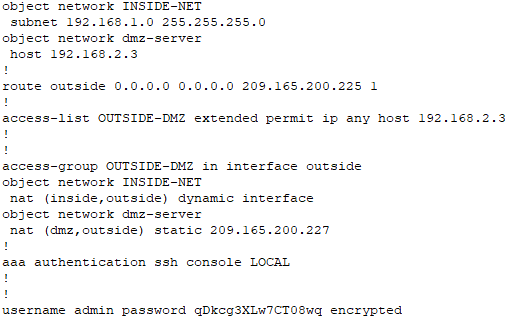 object network INSIDE-NET
 subnet 192.168.1.0 255.255.255.0
object network dmz-server
 host 192.168.2.3
!
route outside 0.0.0.0 0.0.0.0 209.165.200.225 1
!
access-list OUTSIDE-DMZ extended permit ip any host 192.168.2.3
!
!
access-group OUTSIDE-DMZ in interface outside
object network INSIDE-NET
 nat (inside,outside) dynamic interface
object network dmz-server
 nat (dmz,outside) static 209.165.200.227
!
aaa authentication ssh console LOCAL
!
!
username admin password qDkcg3XLw7CT08wq encrypted